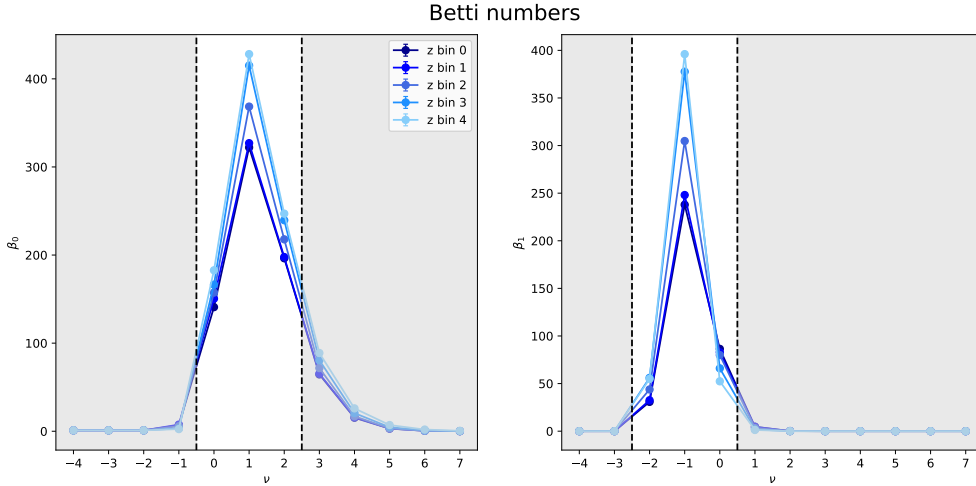 Betti numbers
400
300
200
100
0
β0
−4 −3 −2 −1 0 1 2 3 4 5 6 7
ν
z bin 0
z bin 1
z bin 2
z bin 3
z bin 4
400
350
300
250
200
150
100
50
0
β1
−4 −3 −2 −1 0 1 2 3 4 5 6 7
ν